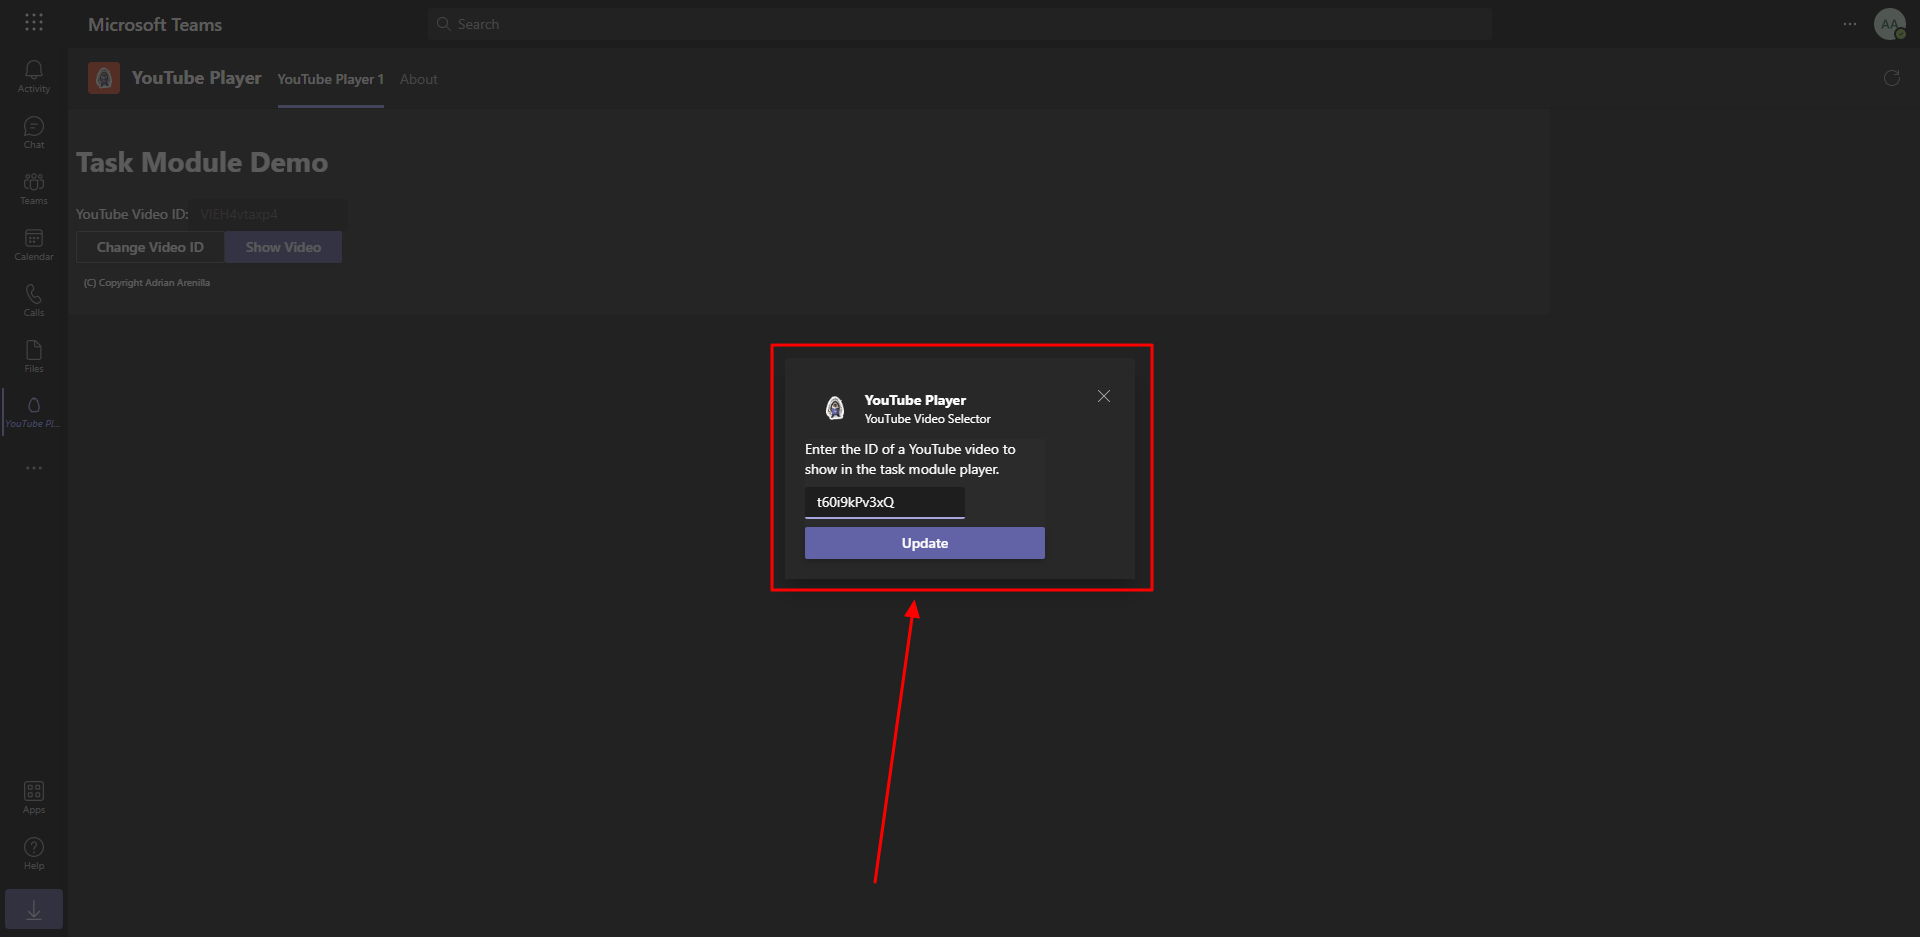 Microsoft Teams
Search
AA
Activity
Chat
Teams
Calendar
Calls
Files
YouTube Pl...
Apps
Help
YouTube Player
YouTube Player 1
About
Task Module Demo
YouTube Video ID: VlEH4vtaxp4
Change Video ID
Show Video
(C) Copyright Adrian Arenilla
YouTube Player
YouTube Video Selector
Enter the ID of a YouTube video to
show in the task module player.
t60i9kPv3xQ
Update